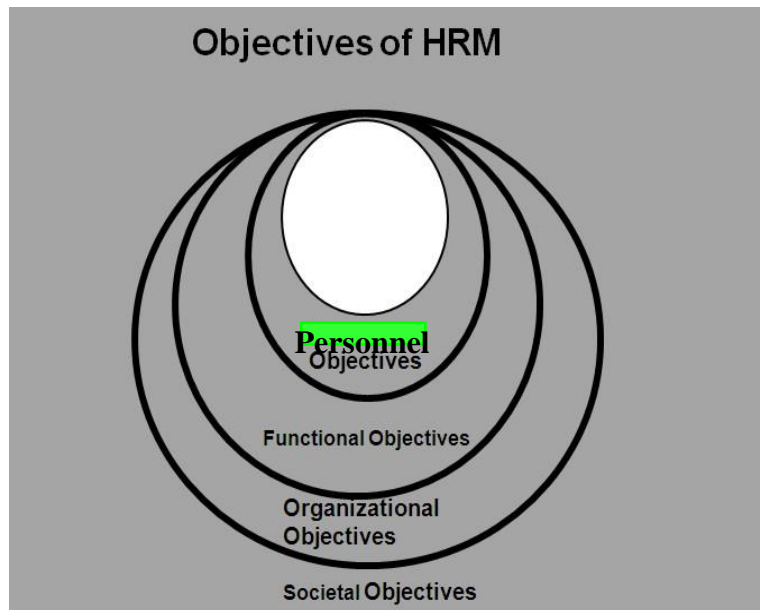 Objectives of HRM
Personnel
Objectives
Functional Objectives
Organizational
Objectives
Societal Objectives